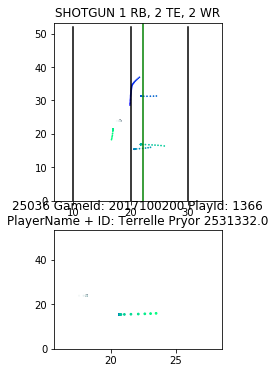 SHOTGUN 1 RB, 2 TE, 2 WR
50
40
30
20
10
0
10 20 30
25036 GameId: 2017100200 PlayId: 1366
PlayerName + ID: Terrelle Pryor 2531332.0
40
20
0
20 25